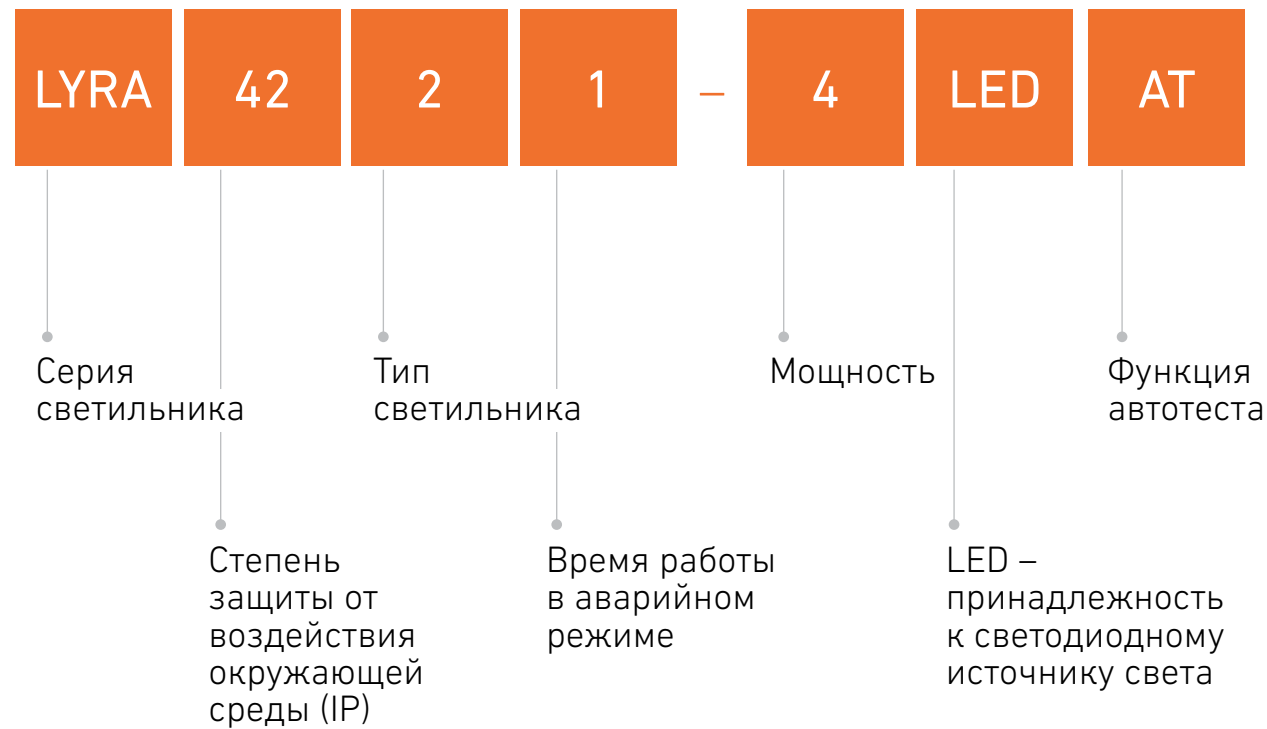 LYRA 42 2 1 – 4 LED AT
Серия
светильника
Тип
светильника
Мощность
Функция
автотеста
Степень
защиты от
воздействия
окружающей
среды (IP)
Время работы
в аварийном
режиме
LED –
принадлежность
к светодиодному
источнику света